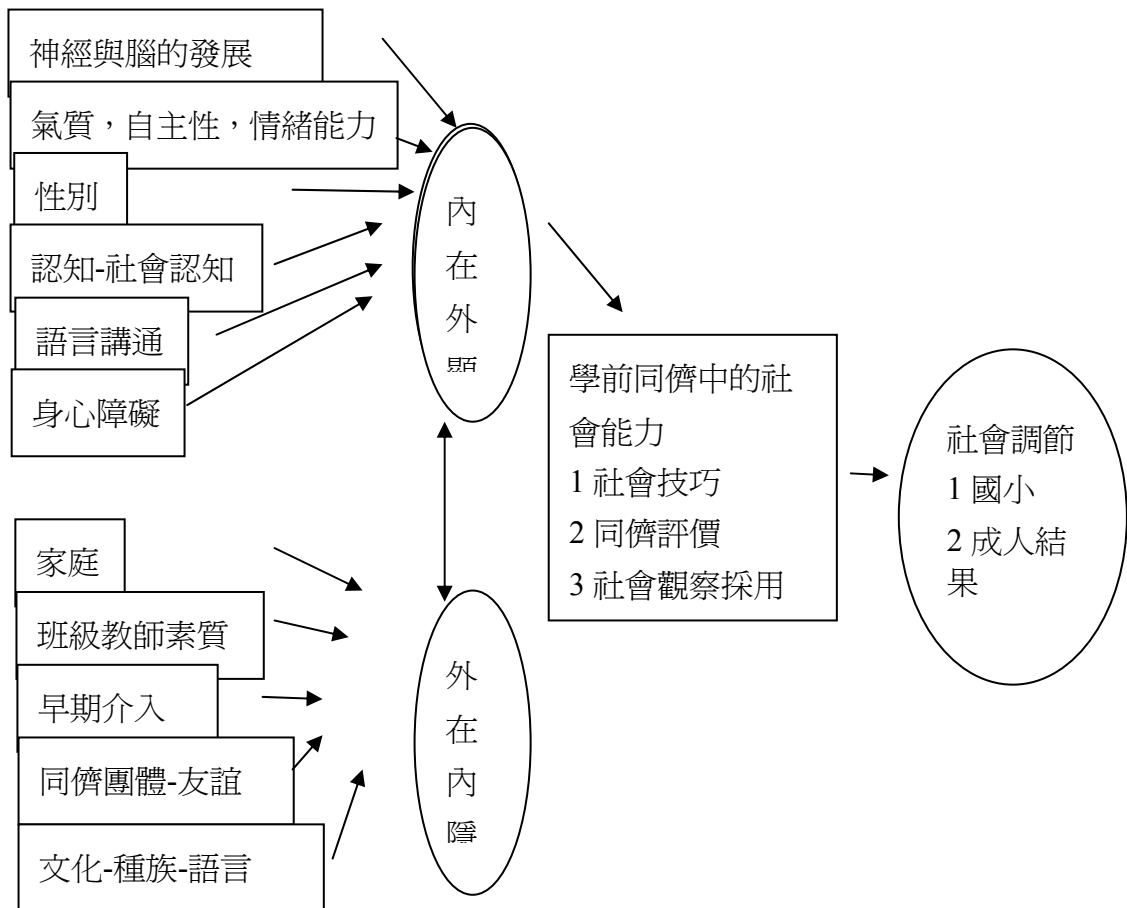 神經與腦的發展
氣質，自主性，情緒能力
性別
認知-社會認知
語言講通
身心障礙
內
在
外
顯
家庭
班級教師素質
早期介入
同儕團體-友誼
文化-種族-語言
外
在
內
隱
學前同儕中的社
會能力
1 社會技巧
2 同儕評價
3 社會觀察採用
社會調節
1 國小
2 成人結
果